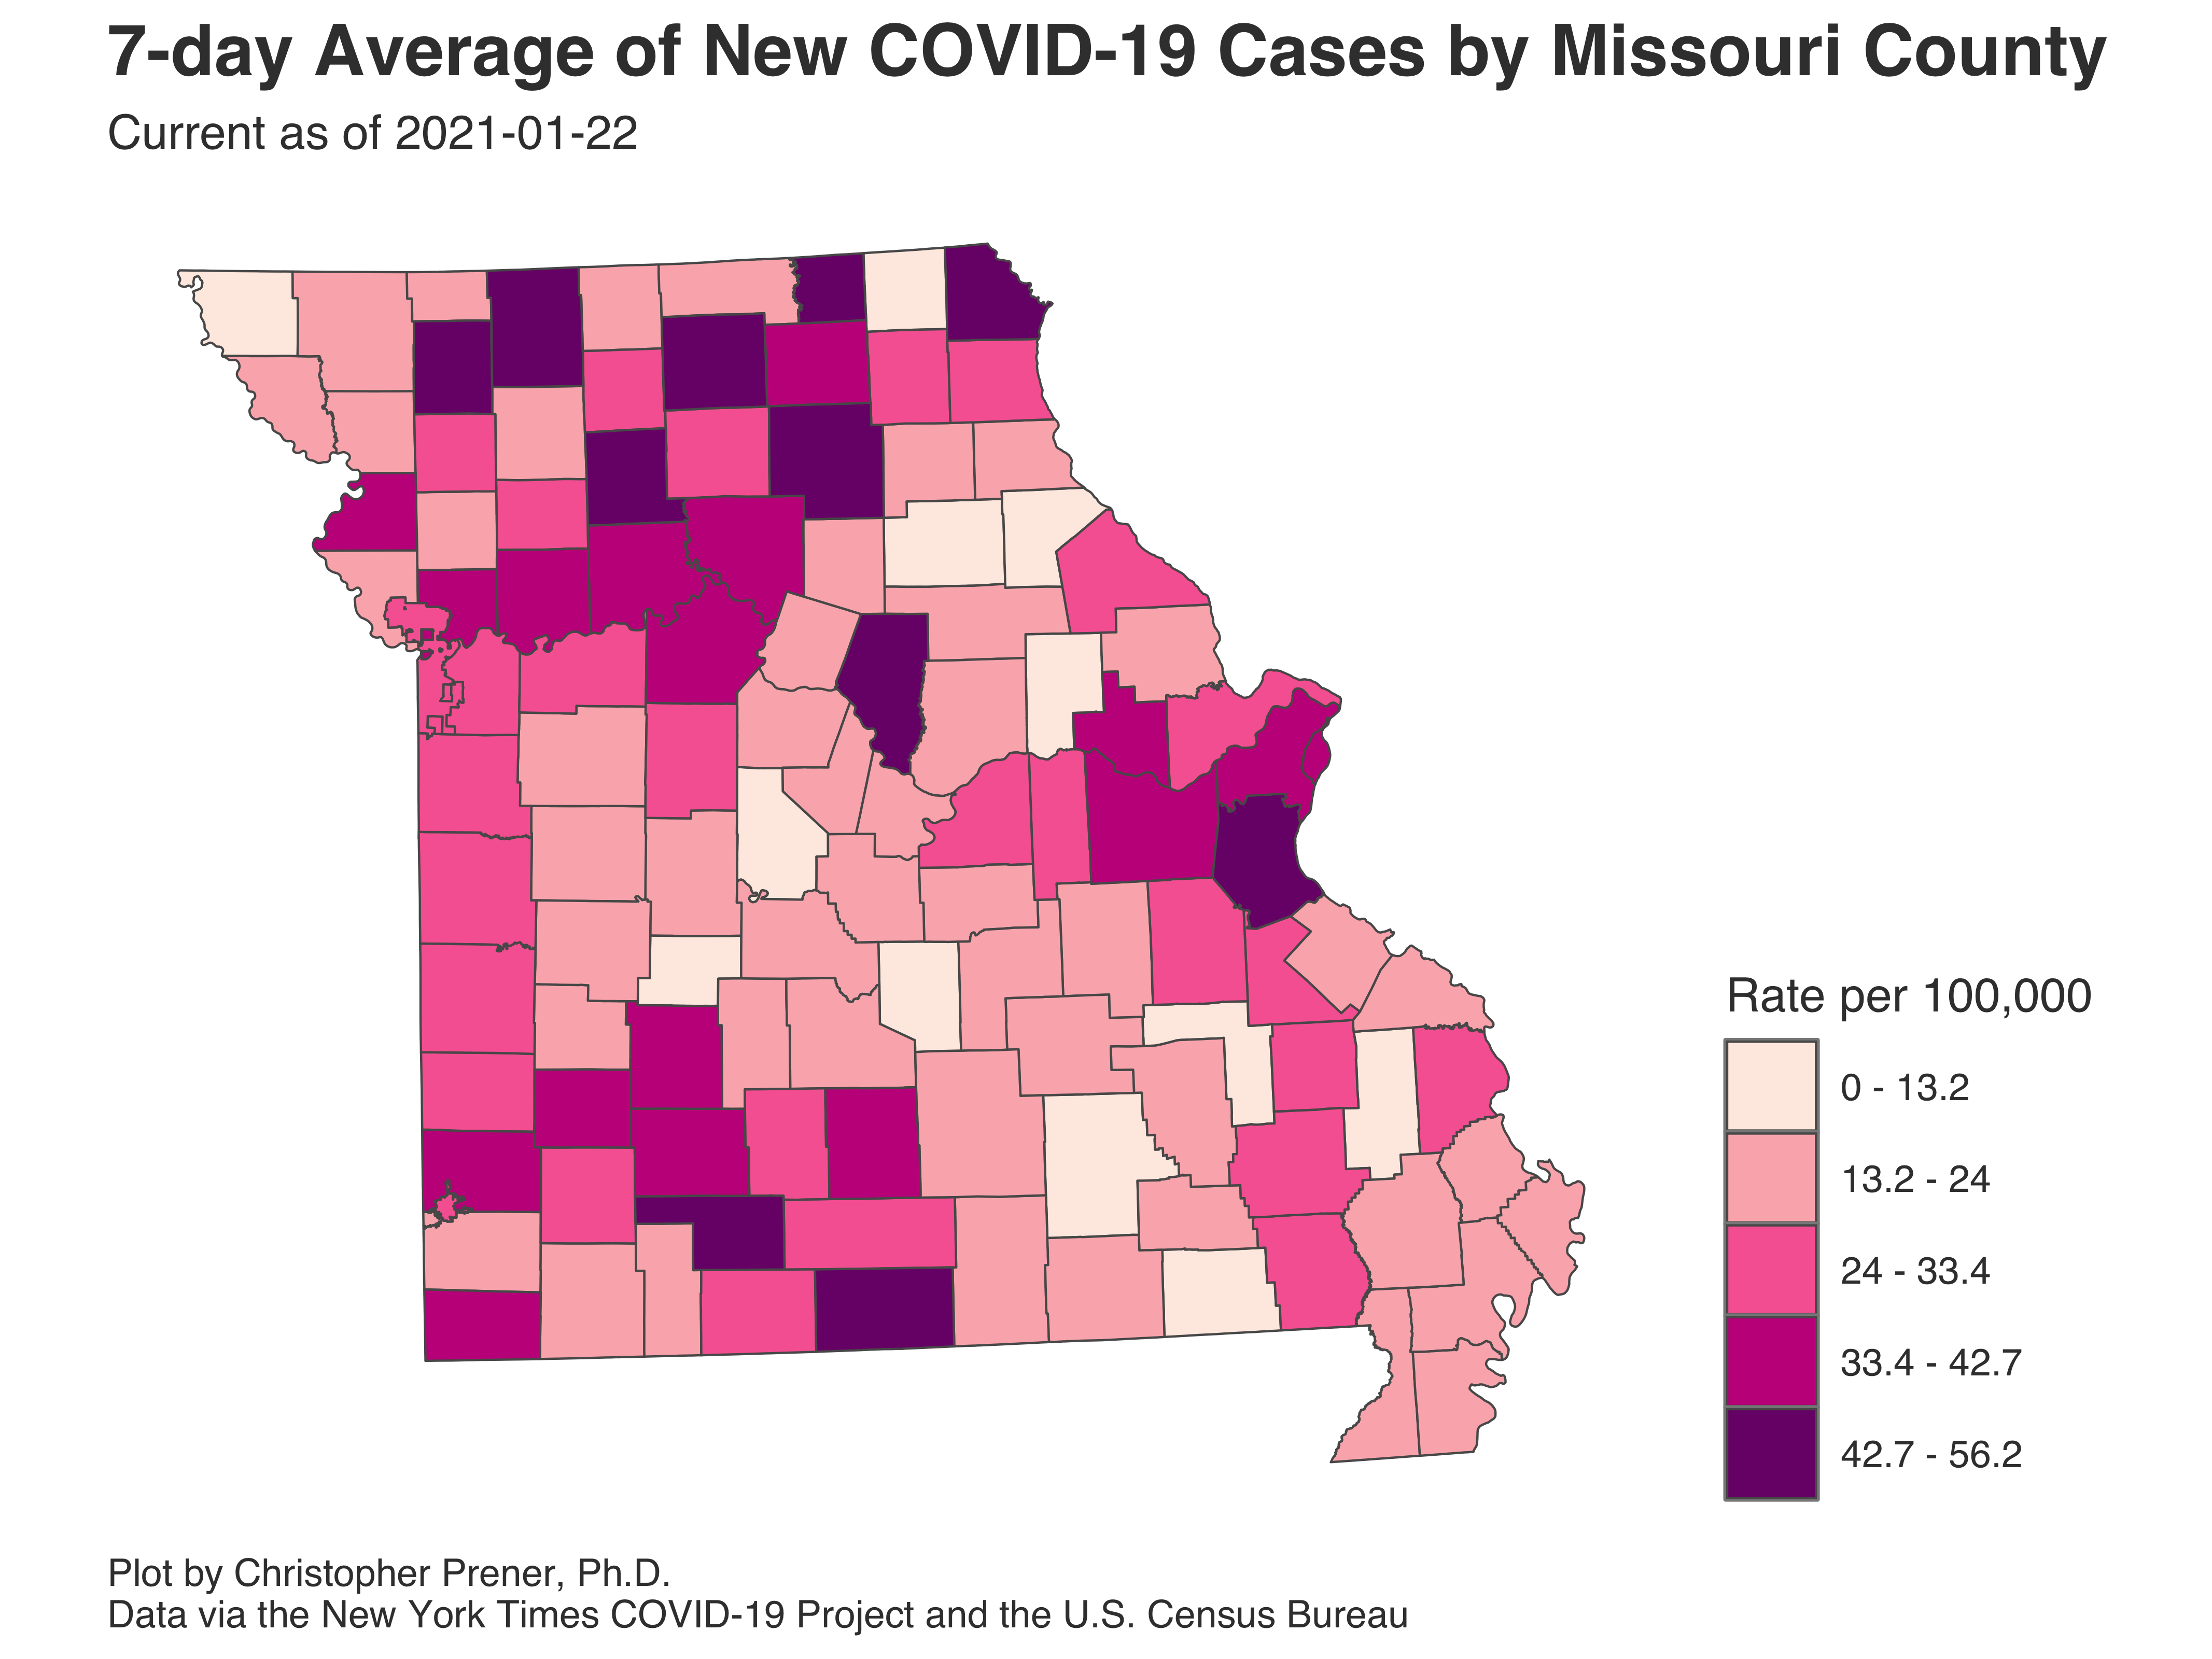 7-day Average of New COVID-19 Cases by Missouri County
Current as of 2021-01-22
Rate per 100,000
0 - 13.2
13.2 - 24
24 - 33.4
33.4 - 42.7
42.7 - 56.2
Plot by Christopher Prener, Ph.D.
Data via the New York Times COVID-19 Project and the U.S. Census Bureau